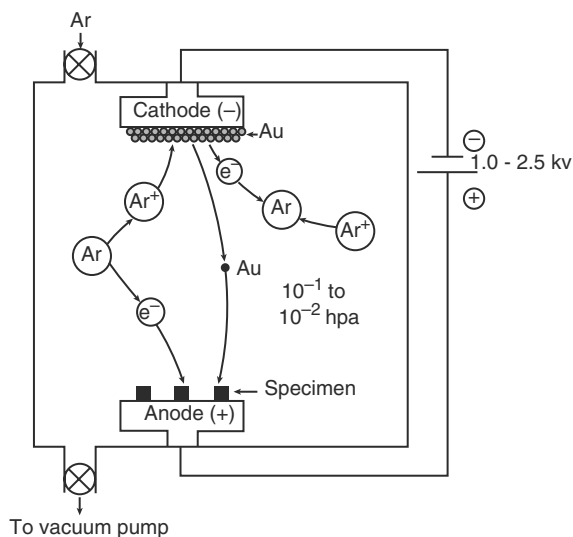 Ar
Cathode (–)
Au
e–
Ar+
Ar
Ar+
Ar
Au
e–
10–1 to
10–2 hpa
–
1.0 - 2.5 kv
+
Specimen
Anode (+)
To vacuum pump